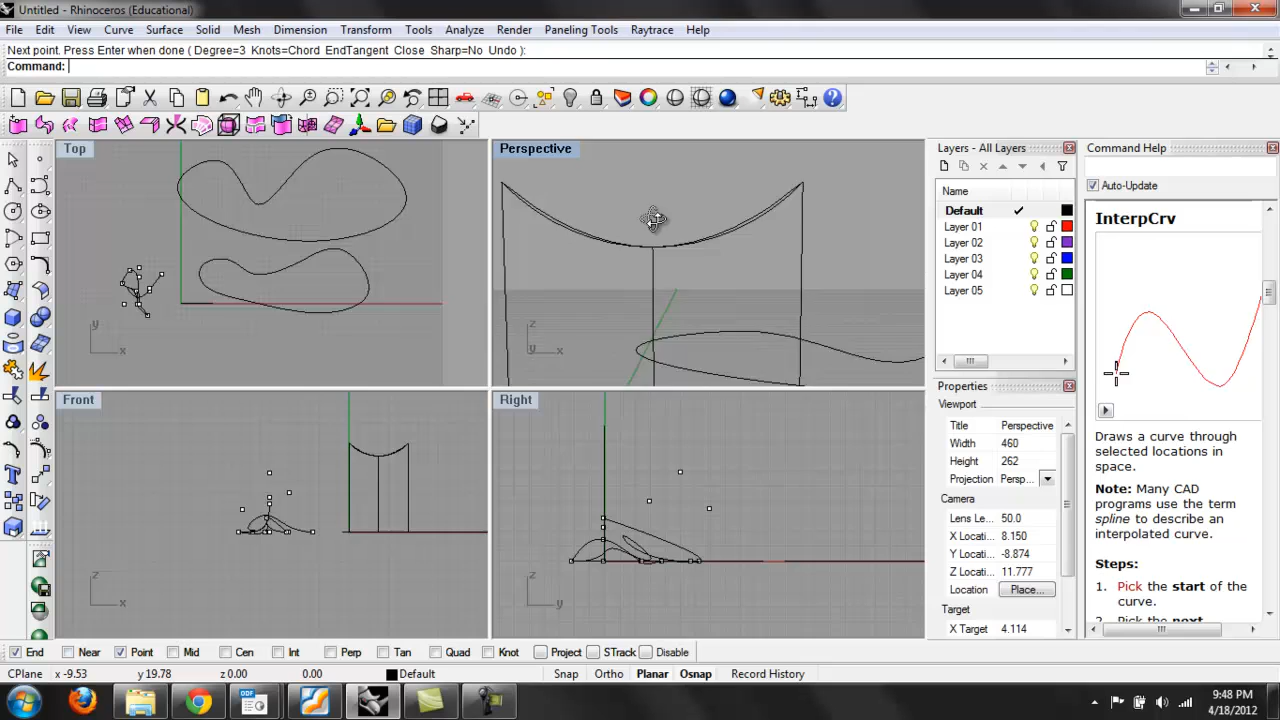 Untitled - Rhinoceros (Educational)
File Edit View Curve Surface Solid Mesh Dimension Transform Tools Analyze Render Paneling Tools Raytrace Help
Next point. Press Enter when done ( Degree=3 Knots=Chord EndTangent Close Sharp=No Undo ):
Command:
Top
Perspective
y
x
z
y x
Front
Right
z
x
z
y
Layers - All Layers
Name
Default
Layer 01
Layer 02
Layer 03
Layer 04
Layer 05
Properties
Viewport
Title Perspective
Width 460
Height 262
Projection Persp...
Camera
Lens Le... 50.0
X Locati... 8.150
Y Locati... -8.874
Z Locati... 11.777
Location Place...
Target
X Target 4.114
Command Help
Auto-Update
InterpCrv
Draws a curve through
selected locations in
space.
Note: Many CAD
programs use the term
spline to describe an
interpolated curve.
Steps:
1. Pick the start of the
curve.
2. Pick the next
End Near Point Mid Cen Int Perp Tan Quad Knot Project STrack Disable
CPlane x -9.53 y 19.78 z 0.00 0.00 Default Snap Ortho Planar Osnap Record History
ODF
9:48 PM
4/18/2012